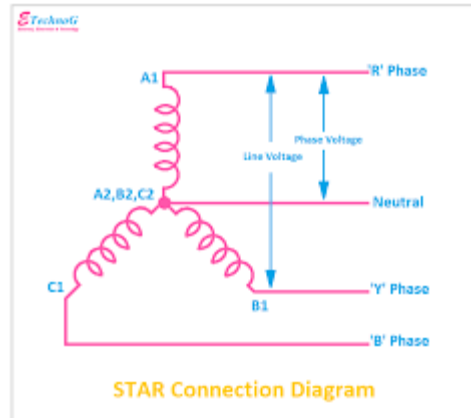 ETechnoG
A1
'R' Phase
Phase Voltage
Line Voltage
A2,B2,C2
Neutral
C1
B1
'Y' Phase
'B' Phase
STAR Connection Diagram